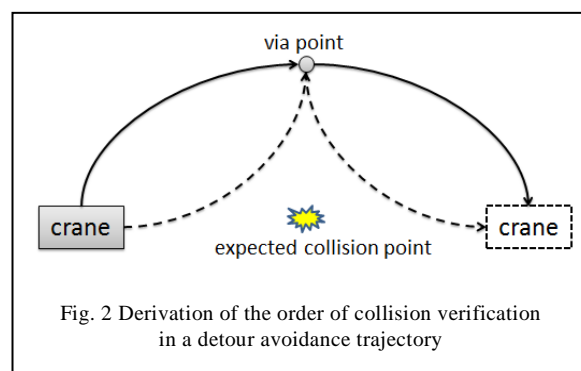 via point
crane
crane
expected collision point
Fig. 2 Derivation of the order of collision verification
in a detour avoidance trajectory